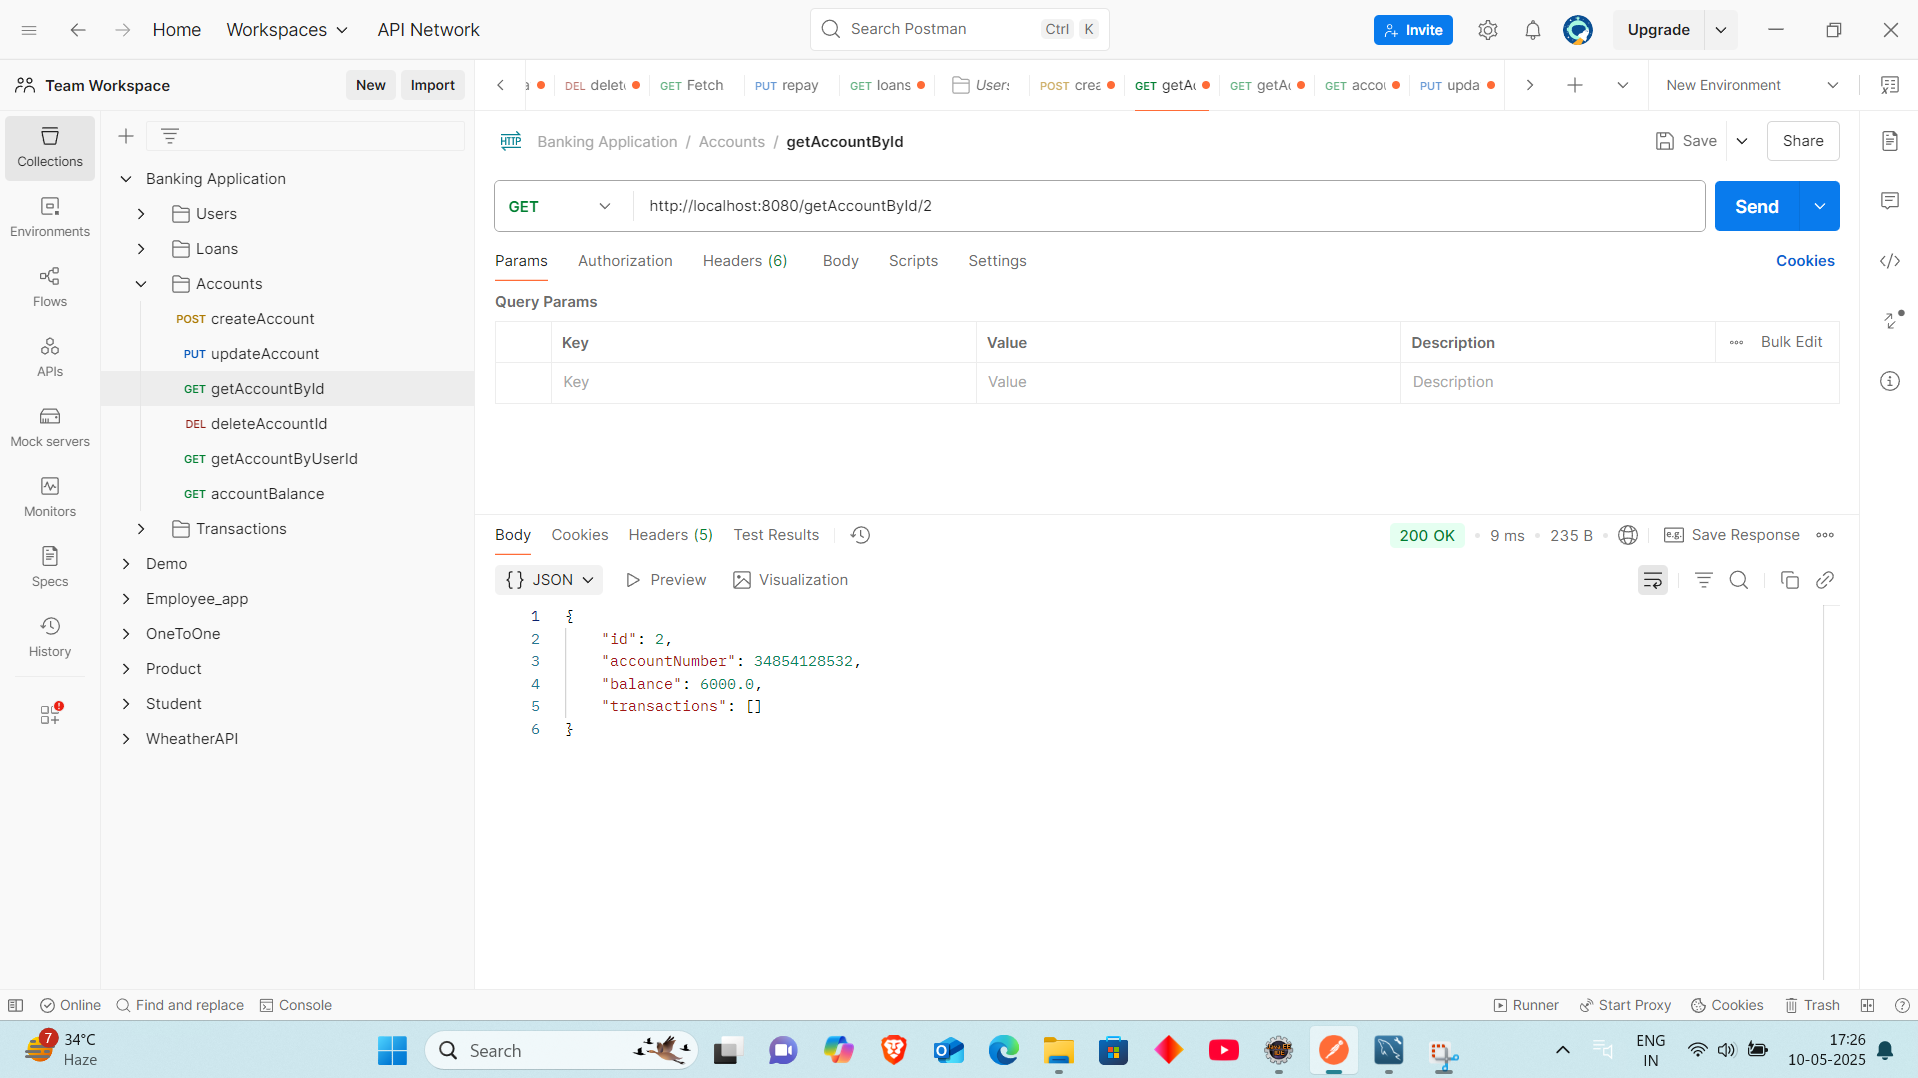 Home Workspaces API Network
Search Postman Ctrl K
Invite Upgrade
Team Workspace New Import
DEL GET Fetch PUT repay GET loans POST GET GET GET PUT New Environment
HTTP Banking Application / Accounts / getAccountById Save Share
Collections
Environments
Flows
APIs
Mock servers
Monitors
Specs
History
Banking Application
Users
Loans
Accounts
POST createAccount
PUT updateAccount
GET getAccountById
DEL deleteAccountId
GET getAccountByUserId
GET accountBalance
Transactions
Demo
Employee_app
OneToOne
Product
Student
WheatherAPI
GET http://localhost:8080/getAccountById/2 Send
Params Authorization Headers (6) Body Scripts Settings Cookies
Query Params
Key Value Description Bulk Edit
Key Value Description
Body Cookies Headers (5) Test Results 200 OK 9 ms 235 B e.g. Save Response
{} JSON Preview Visualization
1 {
2 "id": 2,
3 "accountNumber": 34854128532,
4 "balance": 6000.0,
5 "transactions": []
6 }
Online Find and replace Console Runner Start Proxy Cookies Trash
7 34°C
Haze
Search
ENG
IN
17:26
10-05-2025